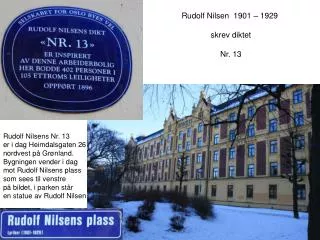 SELSKABET FOR OSLO BYES VEL
RUDOLF NILSENS DIKT
«NR. 13»
ER INSPIRERT
AV DENNE ARBEIDERBOLIG
HER BODDE 402 PERSONER I
105 ETTROMS LEILIGHETER
OPPFØRT 1896
Rudolf Nilsen 1901 – 1929
skrev diktet
Nr. 13
Rudolf Nilsens Nr. 13
er i dag Heimdalsgaten 26
nordvest på Grønland.
Bygningen vender i dag
mot Rudolf Nilsens plass
som sees til venstre
på bildet, i parken står
en statue av Rudolf Nilsen
Rudolf Nilsens plass
Lyriker (1901-1929)